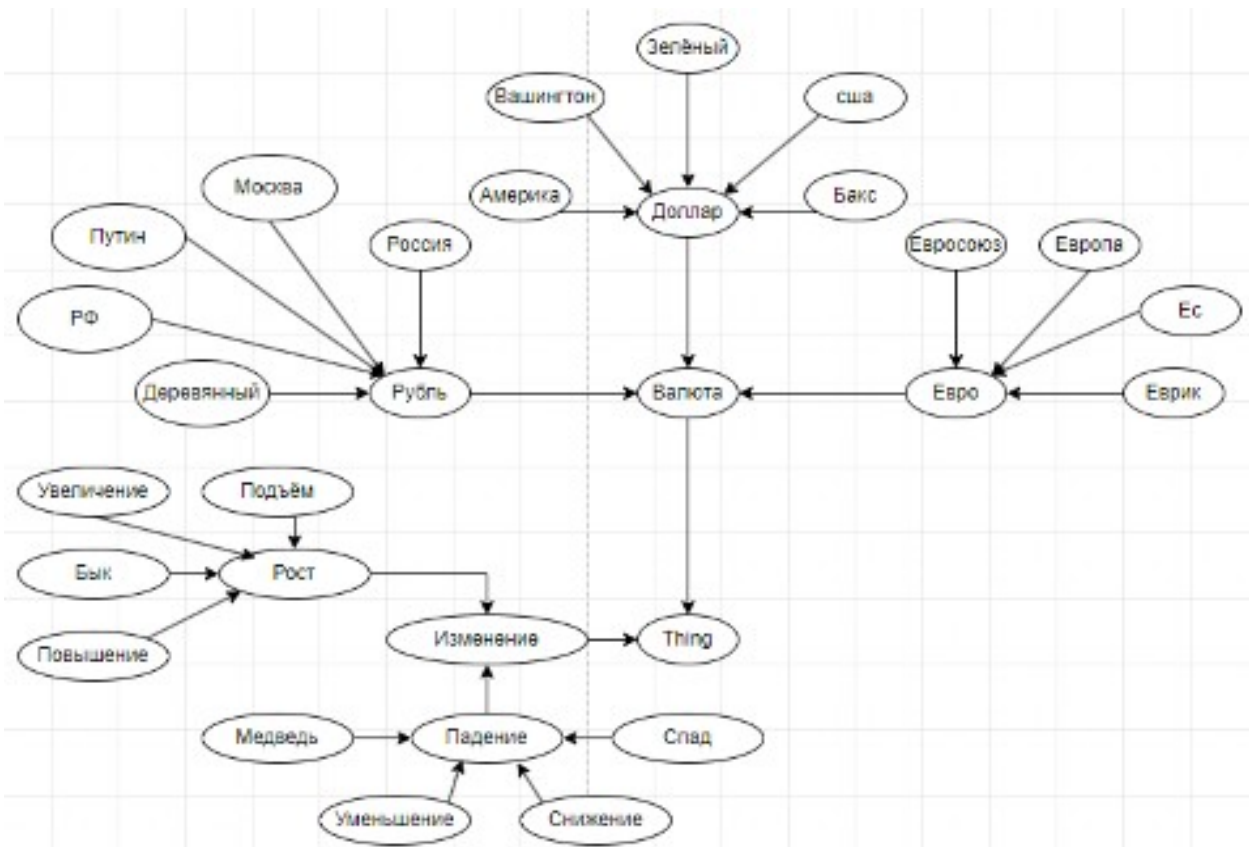 Зелёный
Вашингтон
сша
Москва
Америка
Бакс
Доллар
Путин
Россия
Евросоюз
Европа
РФ
Ес
Деревянный
Рубль
Валюта
Евро
Еврик
Увеличение
Подъём
Бык
Рост
Изменение
Thing
Повышение
Медведь
Падение
Спад
Уменьшение
Снижение